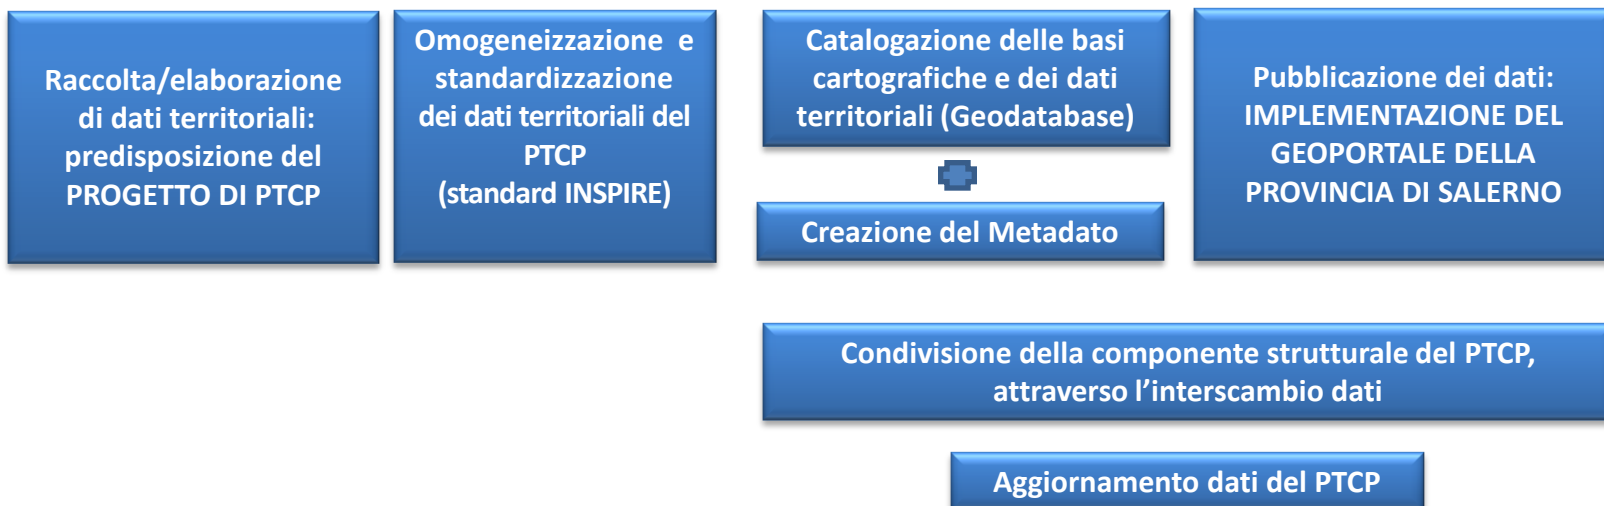 Raccolta/elaborazione
di dati territoriali:
predisposizione del
PROGETTO DI PTCP
Omogeneizzazione e
standardizzazione
dei dati territoriali del
PTCP
(standard INSPIRE)
Catalogazione delle basi
cartografiche e dei dati
territoriali (Geodatabase)
Creazione del Metadato
Pubblicazione dei dati:
IMPLEMENTAZIONE DEL
GEOPORTALE DELLA
PROVINCIA DI SALERNO
Condivisione della componente strutturale del PTCP,
attraverso l’interscambio dati
Aggiornamento dati del PTCP